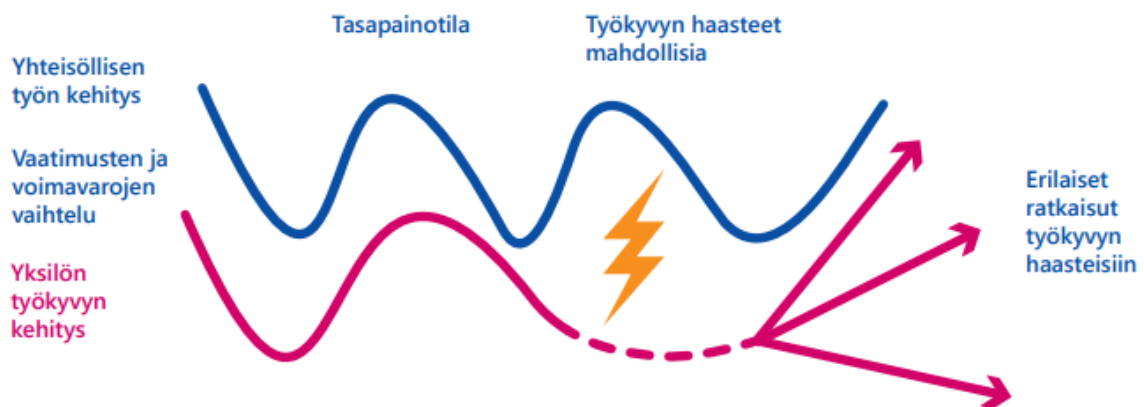 Tasapainotila
Työkyvyn haasteet
mahdollisia
Yhteisöllisen
työn kehitys
Vaatimusten ja
voimavarojen
vaihtelu
Yksilön
työkyvyn
kehitys
Erilaiset
ratkaisut
työkyvyn
haasteisiin